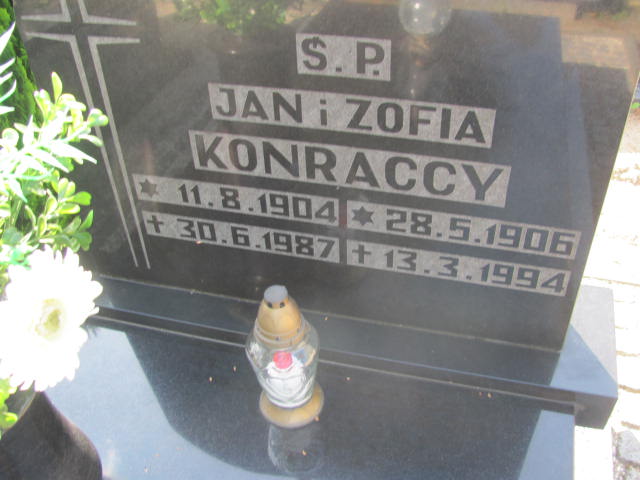 Ś.P.
JAN i ZOFIA
KONRACCY
✶ 11.8.1904 ✶ 28.5.1906
✝ 30.6.1987 ✝ 13.3.1994